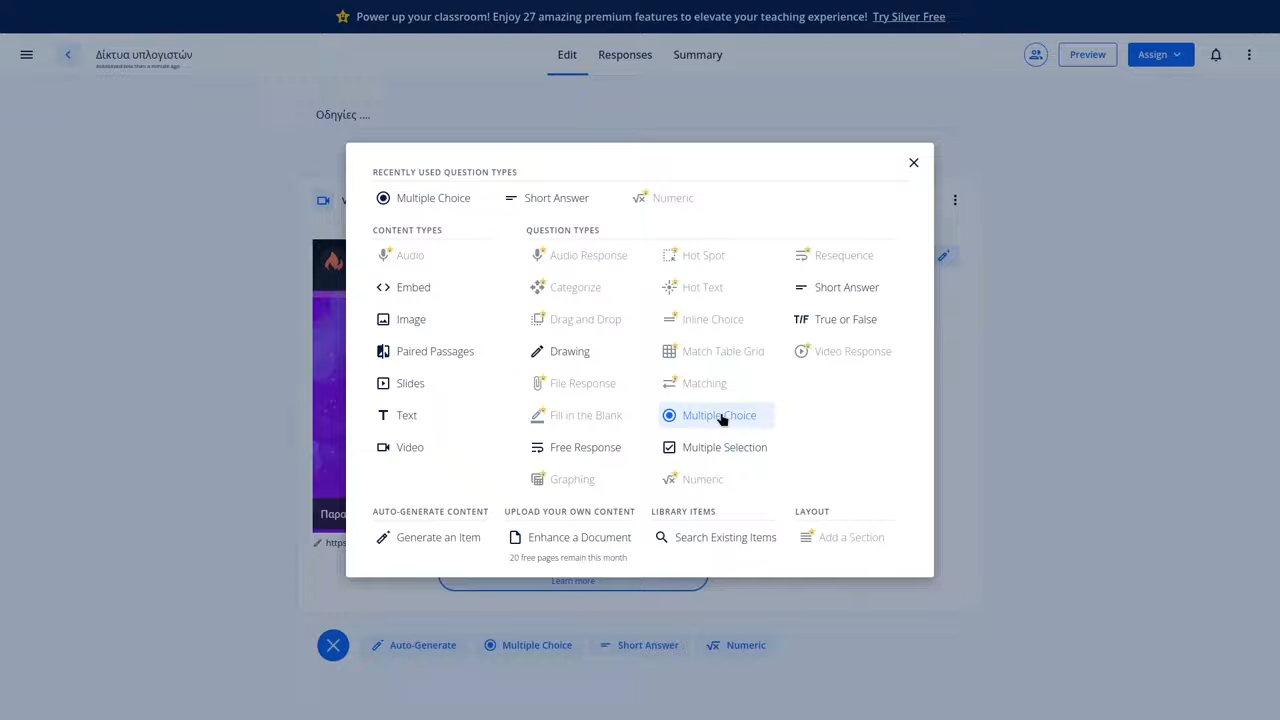 Power up your classroom! Enjoy 27 amazing premium features to elevate your teaching experience! Try Silver Free
Δίκτυα υπλογιστών
Edit
Responses
Summary
Preview
Assign
Οδηγίες ....
RECENTLY USED QUESTION TYPES
Multiple Choice
Short Answer
Numeric
CONTENT TYPES
Audio
Embed
Image
Paired Passages
Slides
Text
Video
QUESTION TYPES
Audio Response
Categorize
Drag and Drop
Drawing
File Response
Fill in the Blank
Free Response
Graphing
Hot Spot
Hot Text
Inline Choice
Match Table Grid
Matching
Multiple Choice
Multiple Selection
Numeric
Resequence
Short Answer
T/F True or False
Video Response
AUTO-GENERATE CONTENT
Generate an Item
UPLOAD YOUR OWN CONTENT
Enhance a Document
20 free pages remain this month
LIBRARY ITEMS
Search Existing Items
LAYOUT
Add a Section
Παρα
https
Learn more
Auto-Generate
Multiple Choice
Short Answer
Numeric